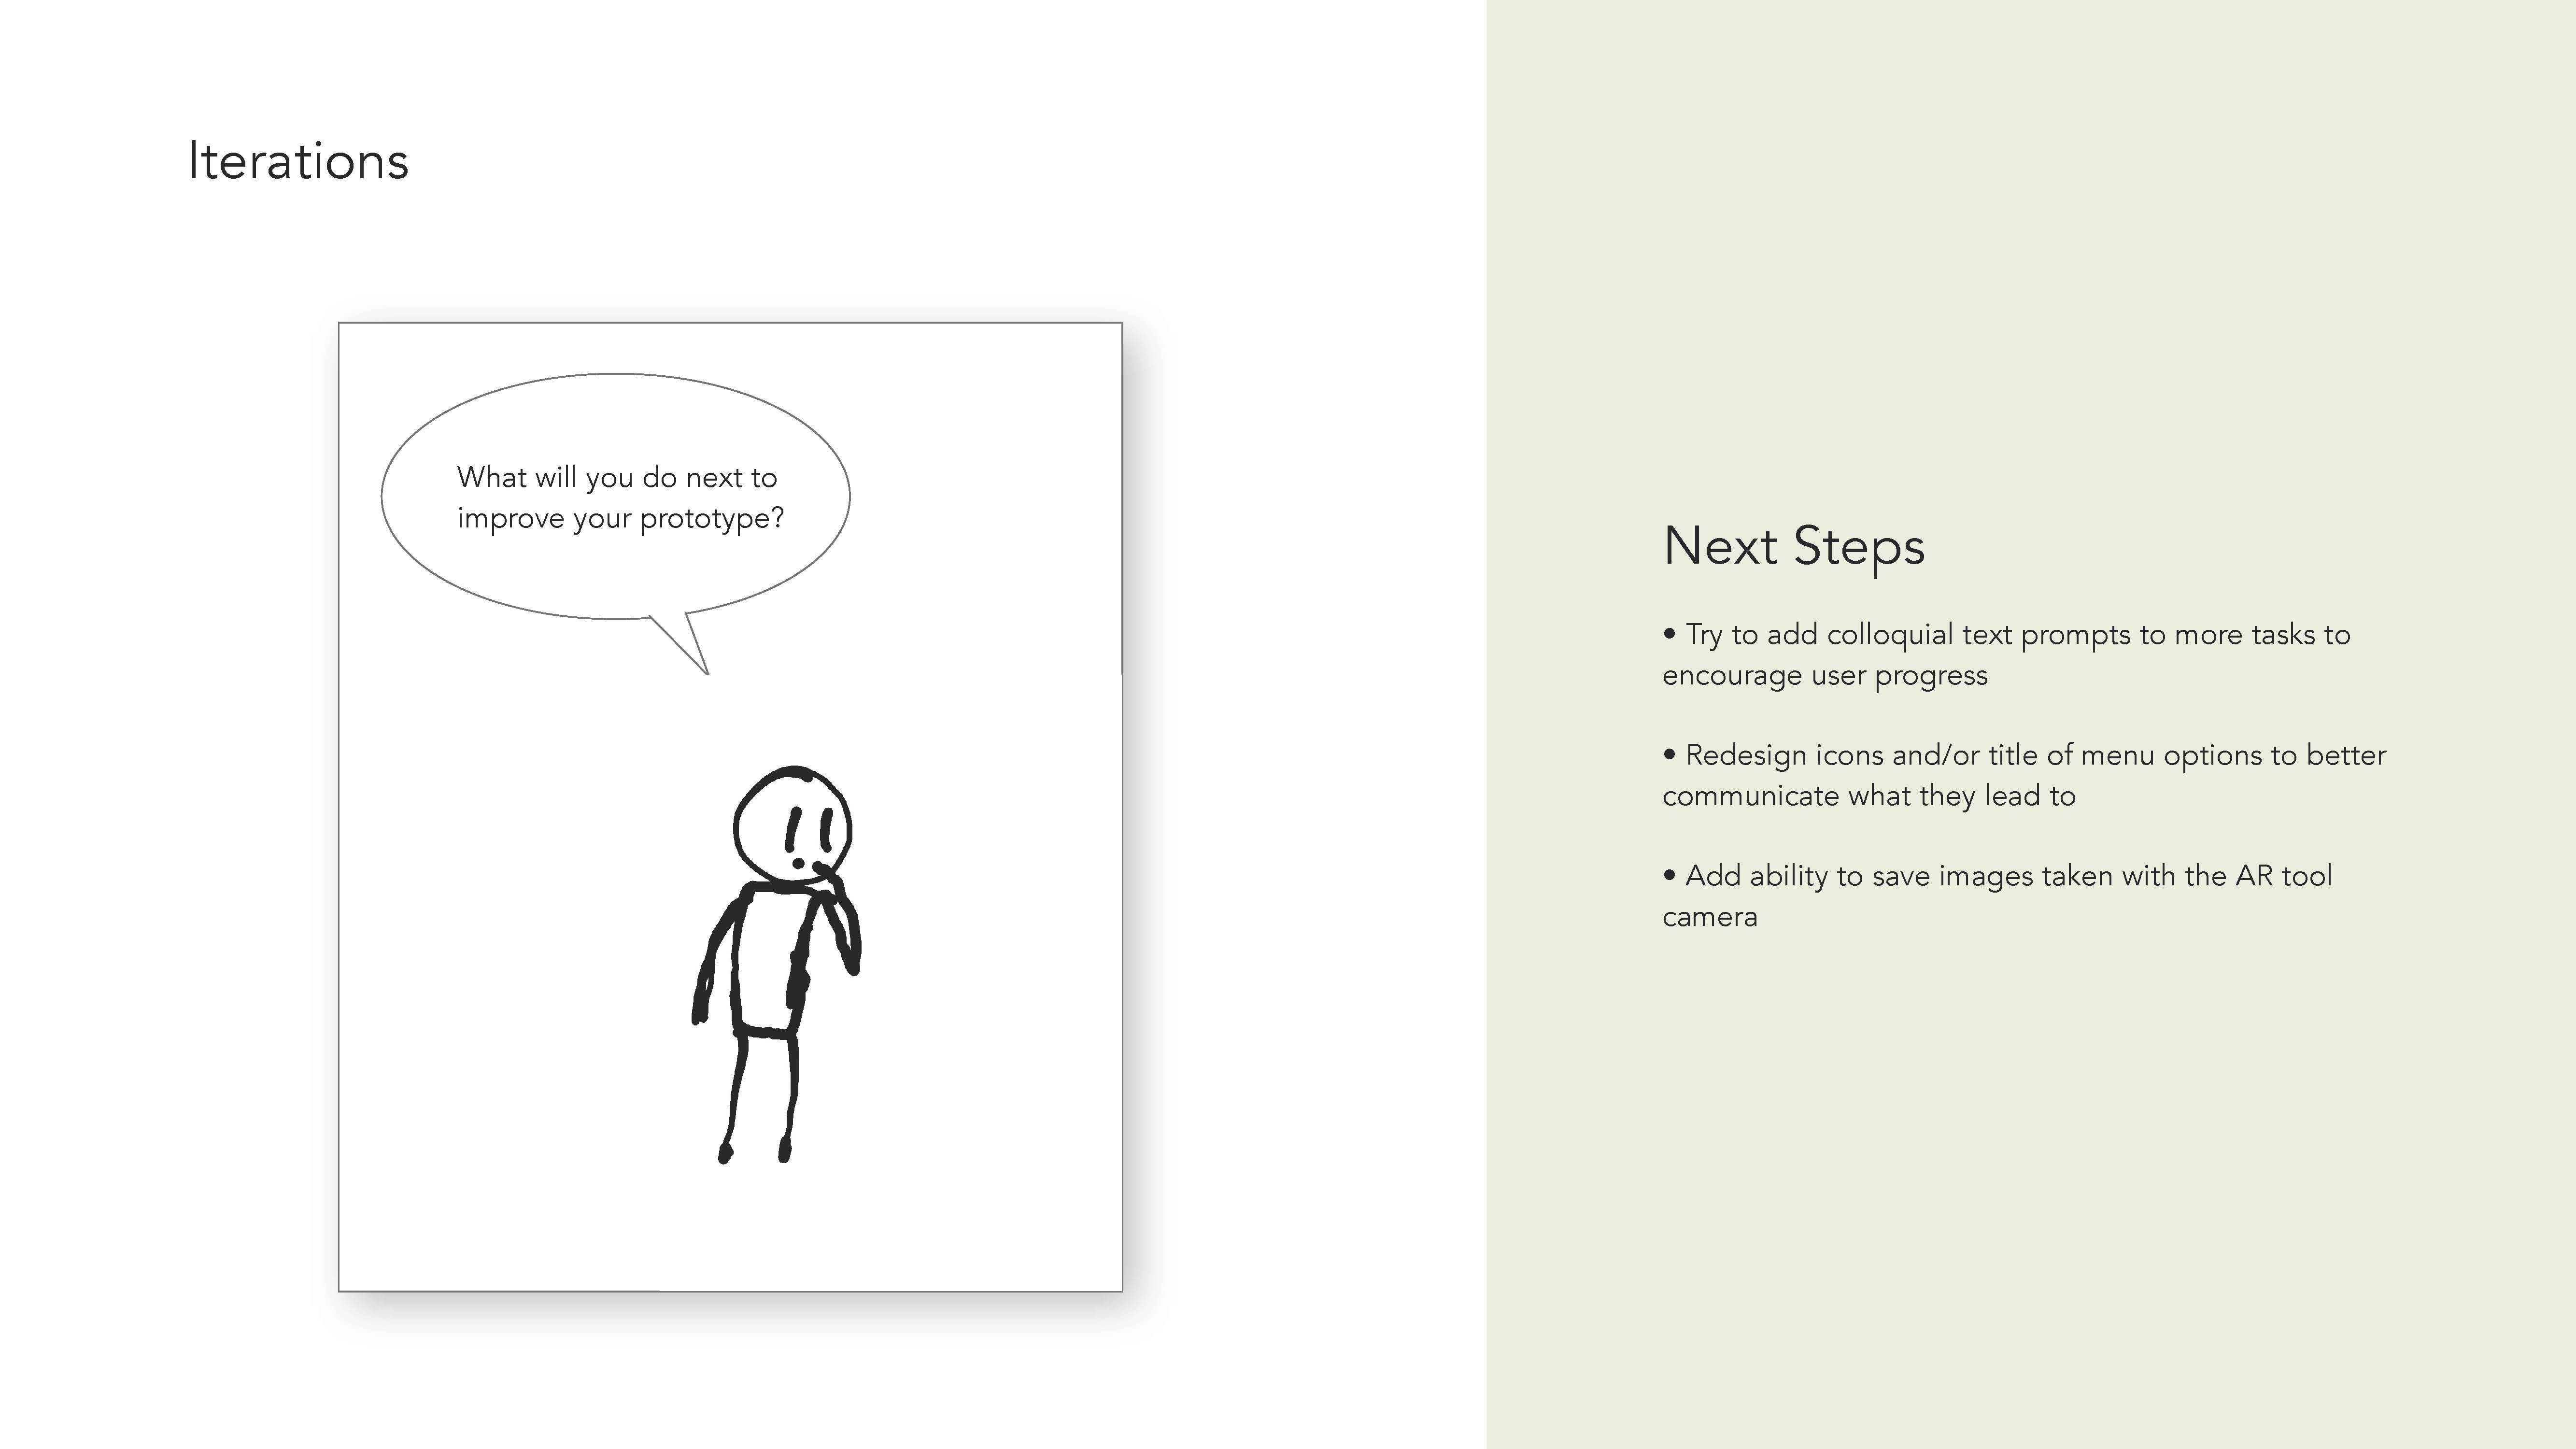 Iterations
What will you do next to
improve your prototype?
Next Steps
• Try to add colloquial text prompts to more tasks to
encourage user progress
• Redesign icons and/or title of menu options to better
communicate what they lead to
• Add ability to save images taken with the AR tool
camera